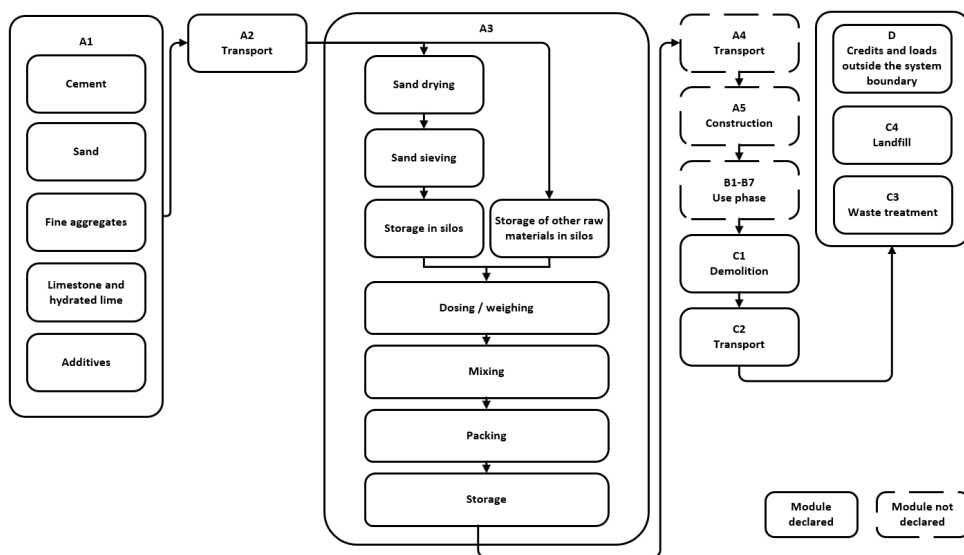 A1
Cement
Sand
Fine aggregates
Limestone and
hydrated lime
Additives
A2
Transport
A3
Sand drying
Sand sieving
Storage in silos
Storage of other raw
materials in silos
Dosing / weighing
Mixing
Packing
Storage
A4
Transport
A5
Construction
B1-B7
Use phase
C1
Demolition
C2
Transport
D
Credits and loads
outside the system
boundary
C4
Landfill
C3
Waste treatment
Module
declared
Module not
declared